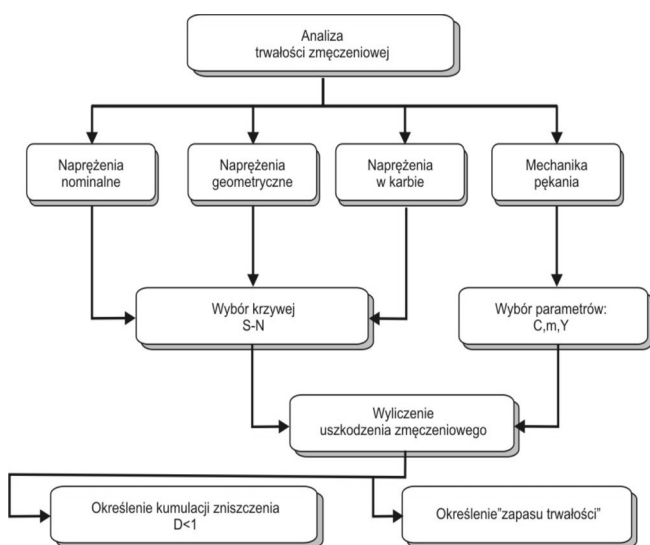 Analiza
trwałości zmęczeniowej
Naprężenia
nominalne
Naprężenia
geometryczne
Naprężenia
w karbie
Mechanika
pękania
Wybór krzywej
S-N
Wybór parametrów:
C,m,Y
Wyliczenie
uszkodzenia zmęczeniowego
Określenie kumulacji zniszczenia
D<1
Określenie"zapasu trwałości"